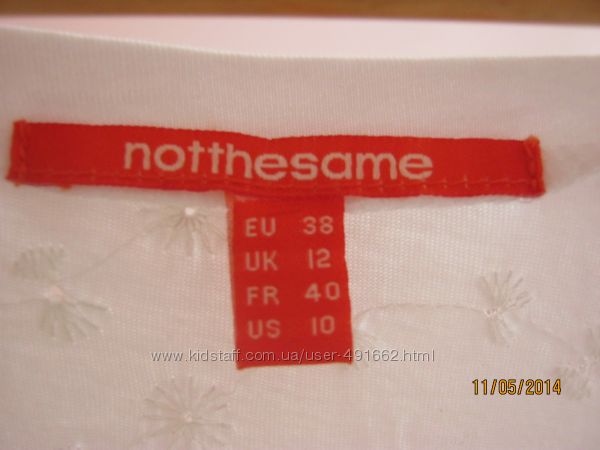 notthesame
EU 38
UK 12
FR 40
US 10
www.kidstaff.com.ua/user-491662.html
11/05/2014